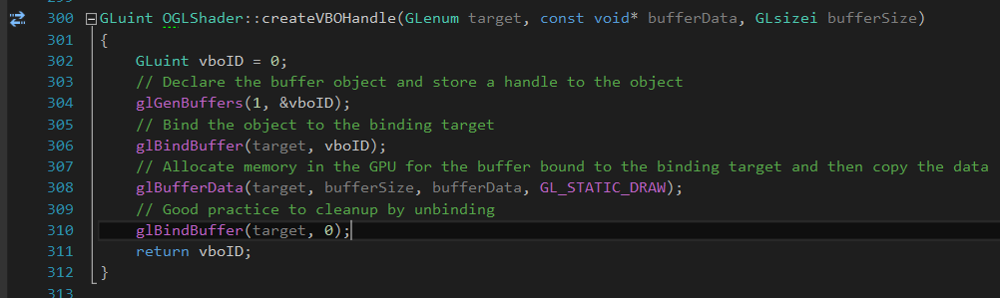 300 GLuint OGLShader::createVBOHandle(GLenum target, const void* bufferData, GLsizei bufferSize)
301 {
302     GLuint vboID = 0;
303     // Declare the buffer object and store a handle to the object
304     glGenBuffers(1, &vboID);
305     // Bind the object to the binding target
306     glBindBuffer(target, vboID);
307     // Allocate memory in the GPU for the buffer bound to the binding target and then copy the data
308     glBufferData(target, bufferSize, bufferData, GL_STATIC_DRAW);
309     // Good practice to cleanup by unbinding
310     glBindBuffer(target, 0);
311     return vboID;
312 }
313